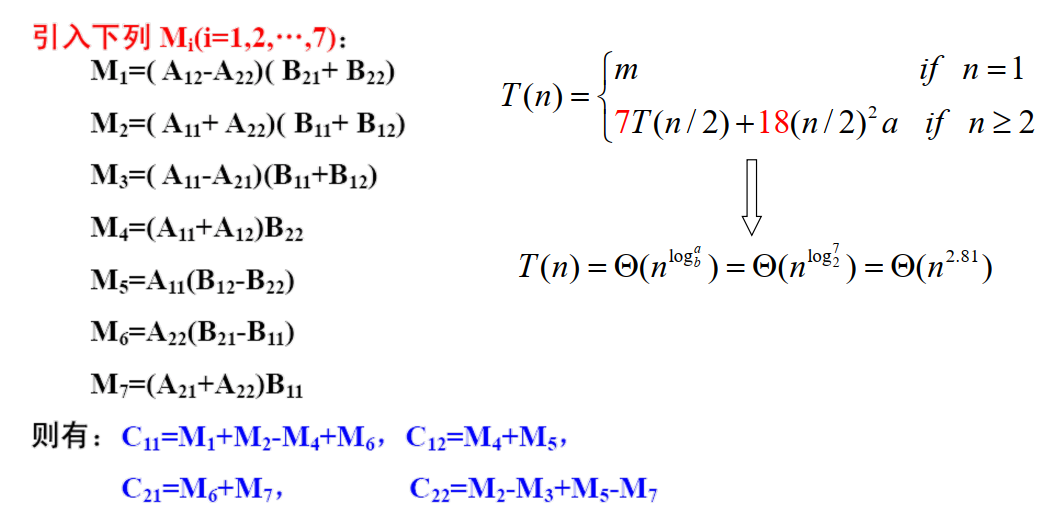 引入下列 Mᵢ(i=1,2,⋯,7):
M₁=( A₁₂-A₂₂)( B₂₁+ B₂₂)
M₂=( A₁₁+ A₂₂)( B₁₁+ B₁₂)
M₃=( A₁₁-A₂₁)(B₁₁+B₁₂)
M₄=(A₁₁+A₁₂)B₂₂
M₅=A₁₁(B₁₂-B₂₂)
M₆=A₂₂(B₂₁-B₁₁)
M₇=(A₂₁+A₂₂)B₁₁
则有：C₁₁=M₁+M₂-M₄+M₆，C₁₂=M₄+M₅，
C₂₁=M₆+M₇， C₂₂=M₂-M₃+M₅-M₇
T(n) = { m if n = 1
7T(n/2)+18(n/2)²a if n ≥ 2
⇓
T(n) = Θ(n^{log_b^a}) = Θ(n^{log_2^7}) = Θ(n^{2.81})